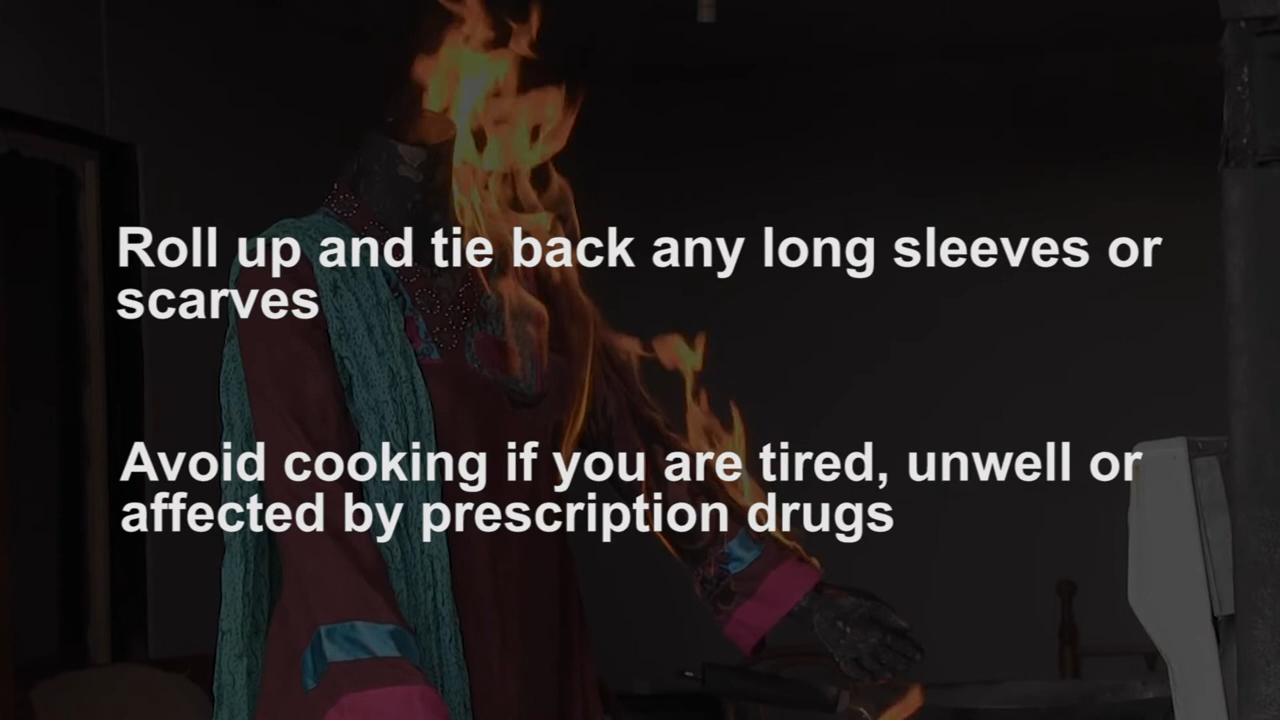 Roll up and tie back any long sleeves or
scarves
Avoid cooking if you are tired, unwell or
affected by prescription drugs